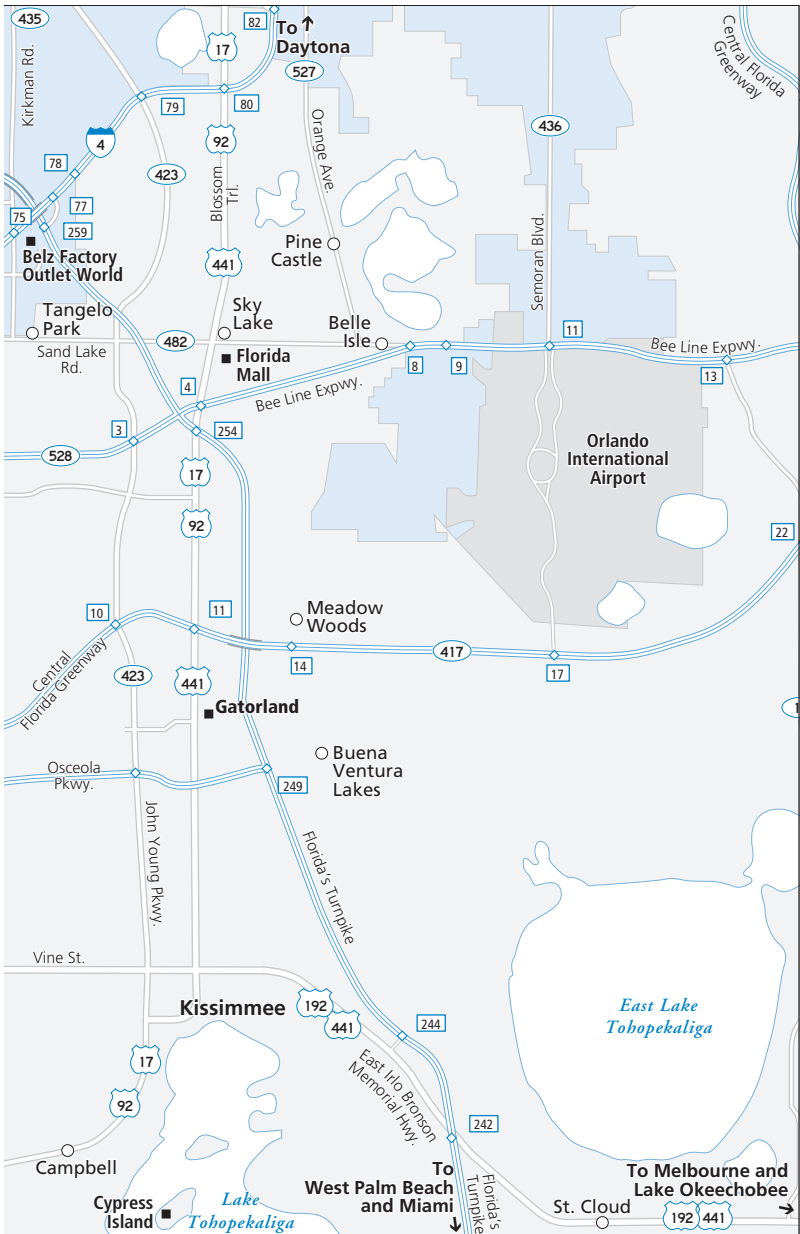 435
Kirkman Rd.
82
To
Daytona
17
527
Central Florida
Greenway
79
80
4
92
Orange Ave.
436
78
423
Blossom
Trl.
77
75
259
Belz Factory
Outlet World
Pine
Castle
441
Semoran Blvd.
Tangelo
Park
Sky
Lake
Belle
Isle
11
482
Sand Lake
Rd.
Florida
Mall
8
9
Bee Line Expwy.
13
4
Bee Line Expwy.
3
254
528
Orlando
International
Airport
17
92
22
10
11
Meadow
Woods
417
14
17
Central
Florida Greenway
423
441
Gatorland
1
Osceola
Pkwy.
Buena
Ventura
Lakes
249
John Young Pkwy.
Florida's Turnpike
Vine St.
Kissimmee
192
441
244
East Lake
Tohopekaliga
17
East Irlo Bronson
Memorial Hwy.
92
242
Campbell
To
West Palm Beach
and Miami
Florida's
Turnpike
To Melbourne and
Lake Okeechobee
Cypress
Island
Lake
Tohopekaliga
St. Cloud
192
441